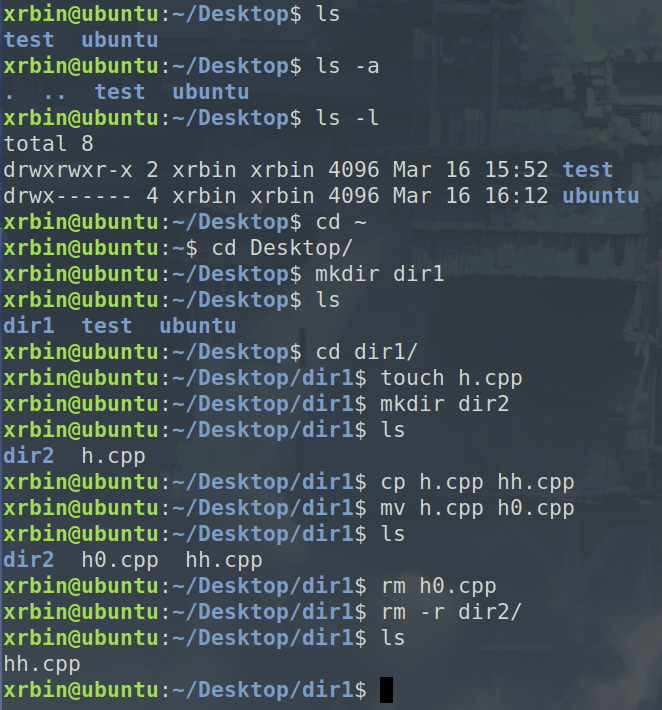 xrbin@ubuntu:~/Desktop$ ls
test  ubuntu
xrbin@ubuntu:~/Desktop$ ls -a
.  ..  test  ubuntu
xrbin@ubuntu:~/Desktop$ ls -l
total 8
drwxrwxr-x 2 xrbin xrbin 4096 Mar 16 15:52 test
drwx------ 4 xrbin xrbin 4096 Mar 16 16:12 ubuntu
xrbin@ubuntu:~/Desktop$ cd ~
xrbin@ubuntu:~$ cd Desktop/
xrbin@ubuntu:~/Desktop$ mkdir dir1
xrbin@ubuntu:~/Desktop$ ls
dir1  test  ubuntu
xrbin@ubuntu:~/Desktop$ cd dir1/
xrbin@ubuntu:~/Desktop/dir1$ touch h.cpp
xrbin@ubuntu:~/Desktop/dir1$ mkdir dir2
xrbin@ubuntu:~/Desktop/dir1$ ls
dir2  h.cpp
xrbin@ubuntu:~/Desktop/dir1$ cp h.cpp hh.cpp
xrbin@ubuntu:~/Desktop/dir1$ mv h.cpp h0.cpp
xrbin@ubuntu:~/Desktop/dir1$ ls
dir2  h0.cpp  hh.cpp
xrbin@ubuntu:~/Desktop/dir1$ rm h0.cpp
xrbin@ubuntu:~/Desktop/dir1$ rm -r dir2/
xrbin@ubuntu:~/Desktop/dir1$ ls
hh.cpp
xrbin@ubuntu:~/Desktop/dir1$